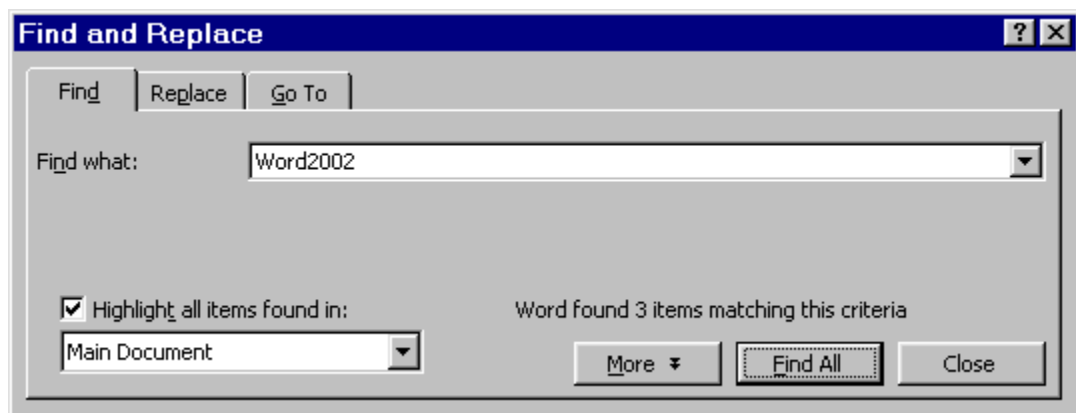 Find and Replace
Find Replace Go To
Find what: Word2002
Highlight all items found in: Word found 3 items matching this criteria
Main Document More Find All Close